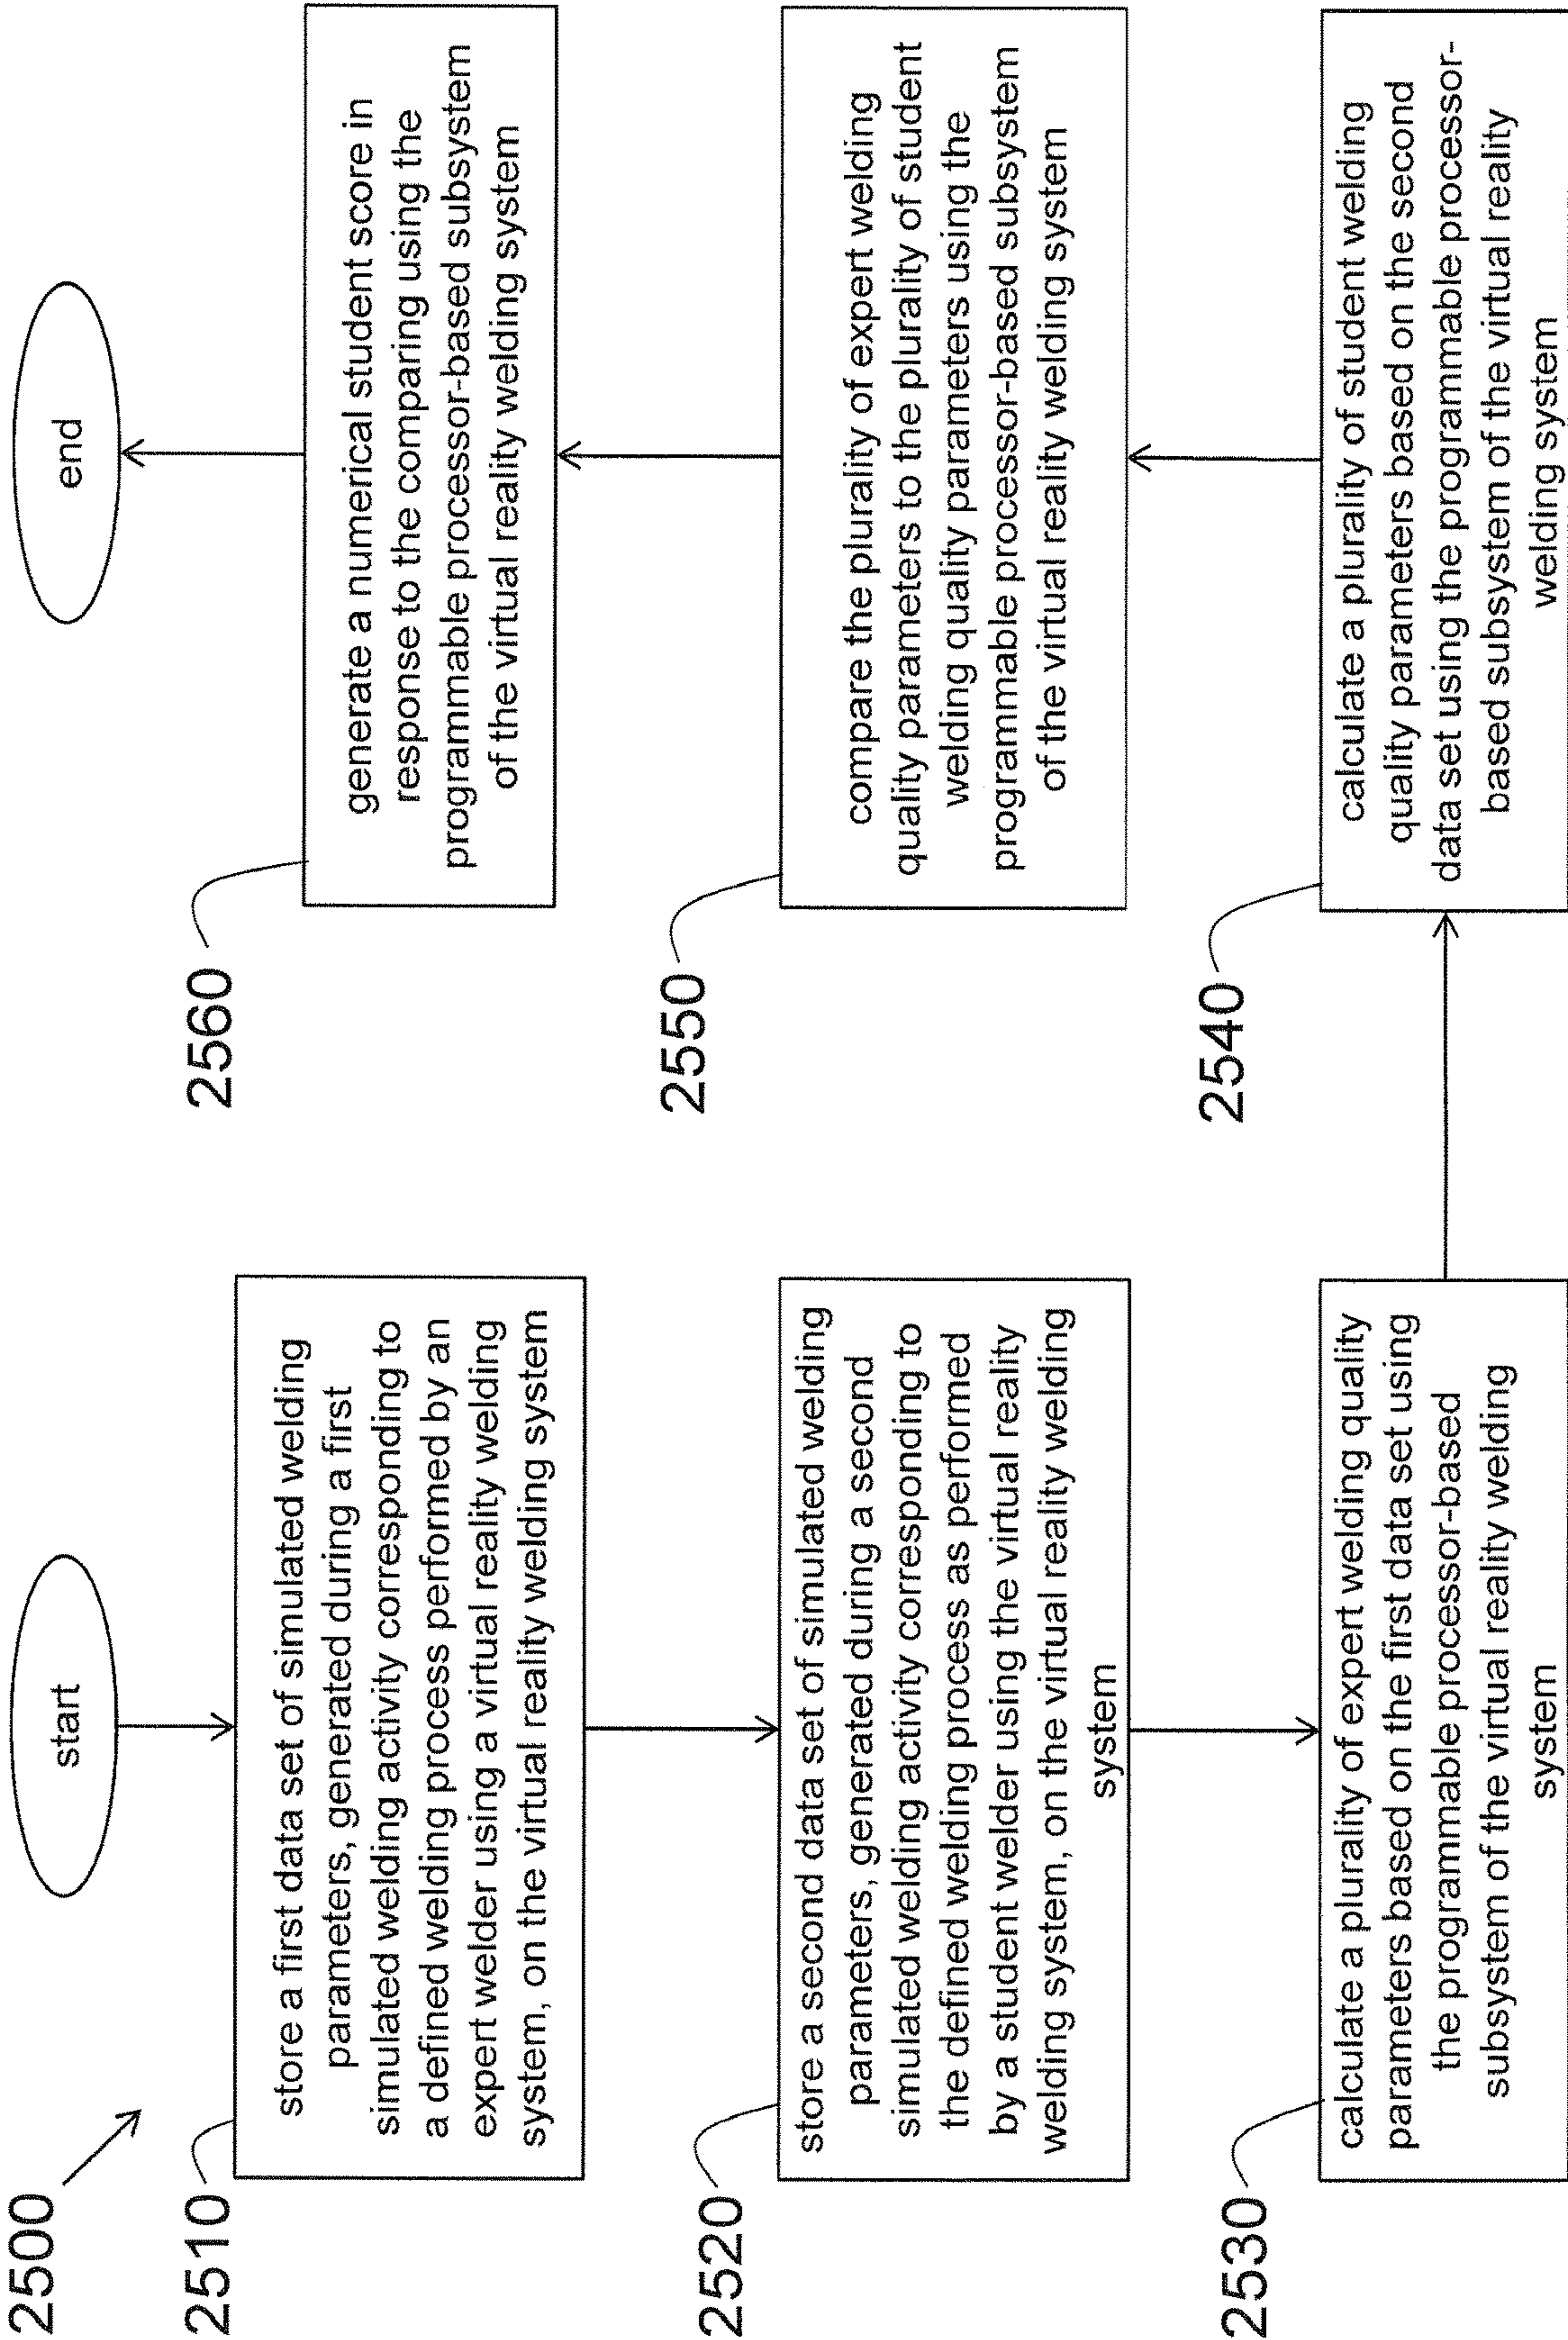 2500
start
2510
store a first data set of simulated welding
parameters, generated during a first
simulated welding activity corresponding to
a defined welding process performed by an
expert welder using a virtual reality welding
system, on the virtual reality welding system
2520
store a second data set of simulated welding
parameters, generated during a second
simulated welding activity corresponding to
the defined welding process as performed
by a student welder using the virtual reality
welding system, on the virtual reality welding
system
2530
calculate a plurality of expert welding quality
parameters based on the first data set using
the programmable processor-based
subsystem of the virtual reality welding
system
2540
calculate a plurality of student welding
quality parameters based on the second
data set using the programmable processor-
based subsystem of the virtual reality
welding system
2550
compare the plurality of expert welding
quality parameters to the plurality of student
welding quality parameters using the
programmable processor-based subsystem
of the virtual reality welding system
2560
generate a numerical student score in
response to the comparing using the
programmable processor-based subsystem
of the virtual reality welding system
end